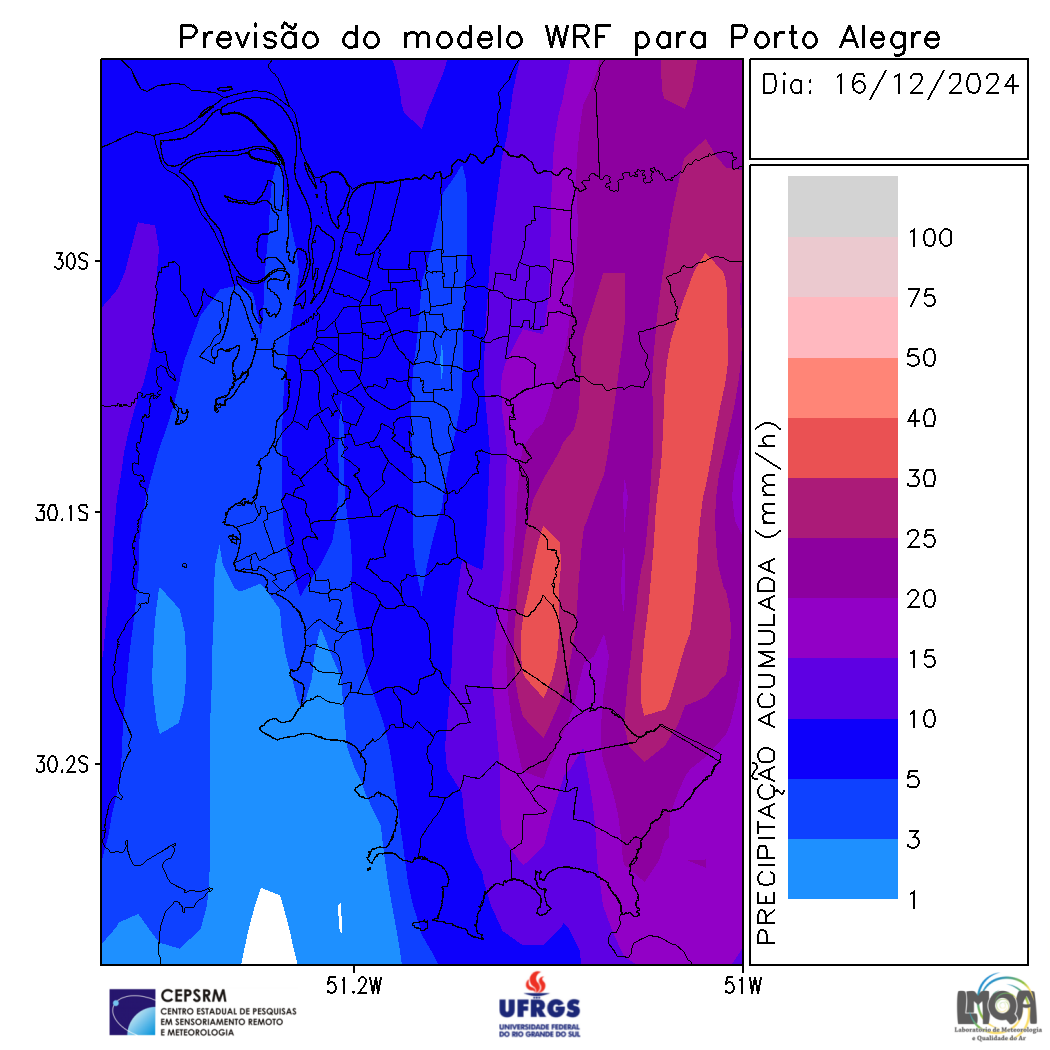 Previsão do modelo WRF para Porto Alegre
Dia: 16/12/2024
30S
30.1S
30.2S
51.2W
51W
PRECIPITAÇÃO ACUMULADA (mm/h)
100
75
50
40
30
25
20
15
10
5
3
1
CEPSRM
CENTRO ESTADUAL DE PESQUISAS
EM SENSORIAMENTO REMOTO
E METEOROLOGIA
UFRGS
UNIVERSIDADE FEDERAL
DO RIO GRANDE DO SUL
LMQA
Laboratório de Meteorologia
e Qualidade do Ar